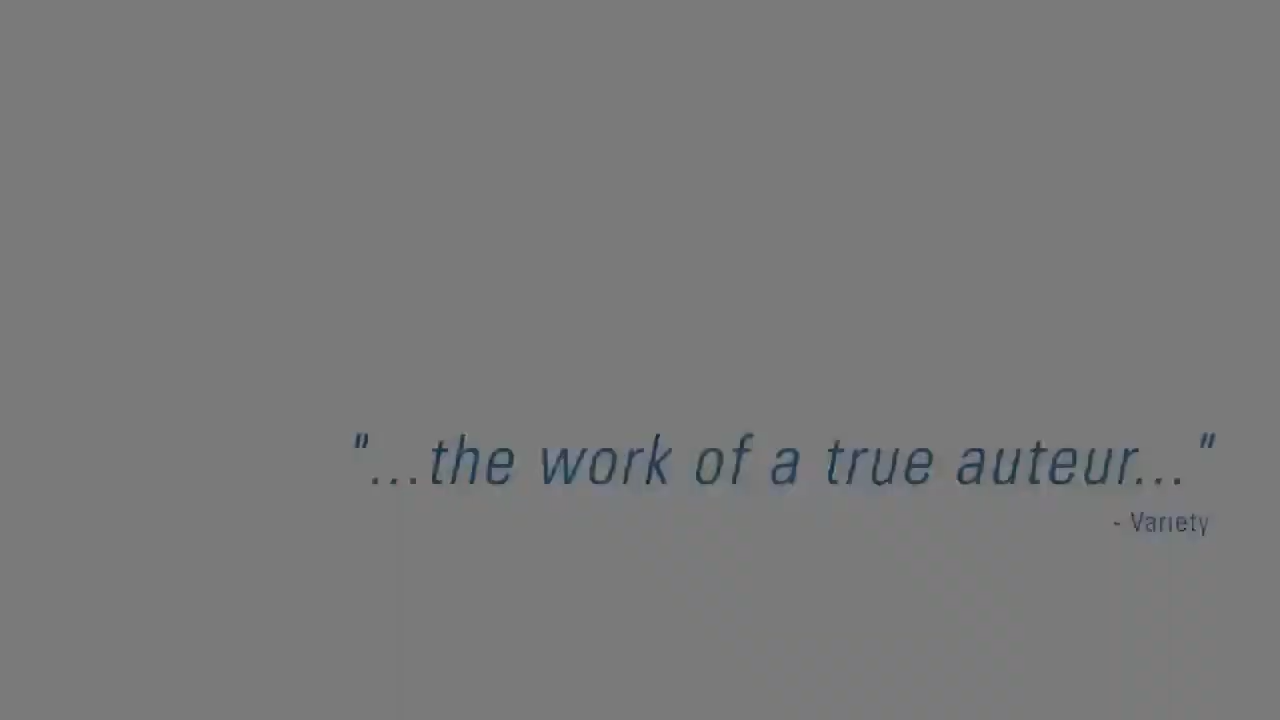 "...the work of a true auteur..."
- Variety